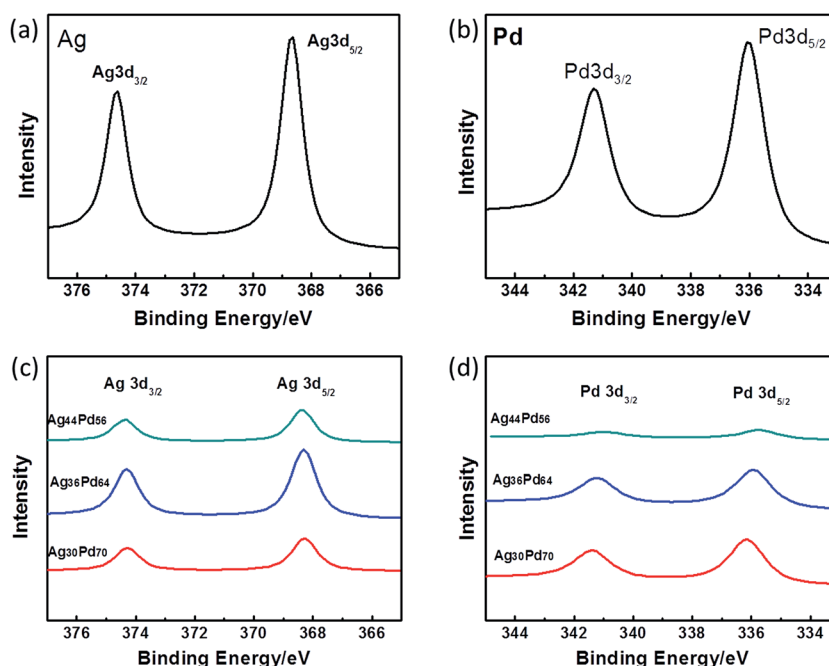 (a) Ag
Ag3d3/2
Ag3d5/2
Intensity
376 374 372 370 368 366
Binding Energy/eV
(b) Pd
Pd3d3/2
Pd3d5/2
Intensity
344 342 340 338 336 334
Binding Energy/eV
(c)
Ag 3d3/2
Ag 3d5/2
Ag44Pd56
Ag36Pd64
Ag30Pd70
Intensity
376 374 372 370 368 366
Binding Energy/eV
(d)
Pd 3d3/2
Pd 3d5/2
Ag44Pd56
Ag36Pd64
Ag30Pd70
Intensity
344 342 340 338 336 334
Binding Energy/eV